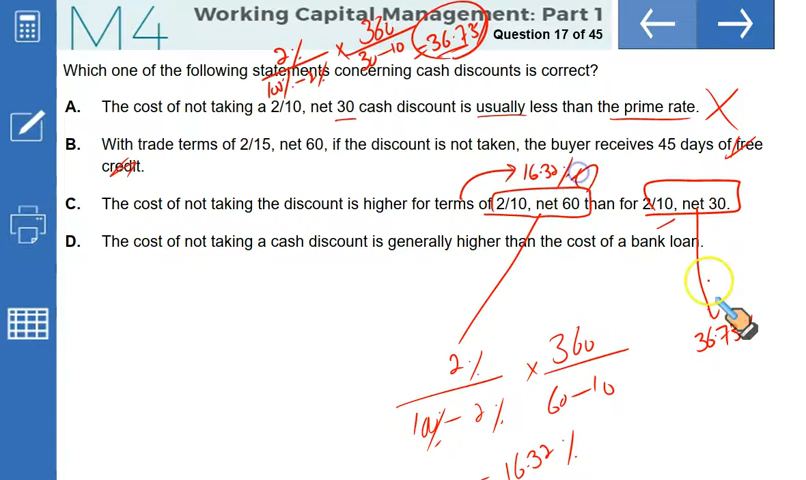 M4
Working Capital Management: Part 1
Question 17 of 45
2% / 100% - 2% × 360 / 30-10 = 36.73%
Which one of the following statements concerning cash discounts is correct?
A. The cost of not taking a 2/10, net 30 cash discount is usually less than the prime rate.
B. With trade terms of 2/15, net 60, if the discount is not taken, the buyer receives 45 days of free
credit.
16.32%
C. The cost of not taking the discount is higher for terms of 2/10, net 60 than for 2/10, net 30.
D. The cost of not taking a cash discount is generally higher than the cost of a bank loan.
36.73
2% / 100% - 2% × 360 / 60-10
= 16.32%